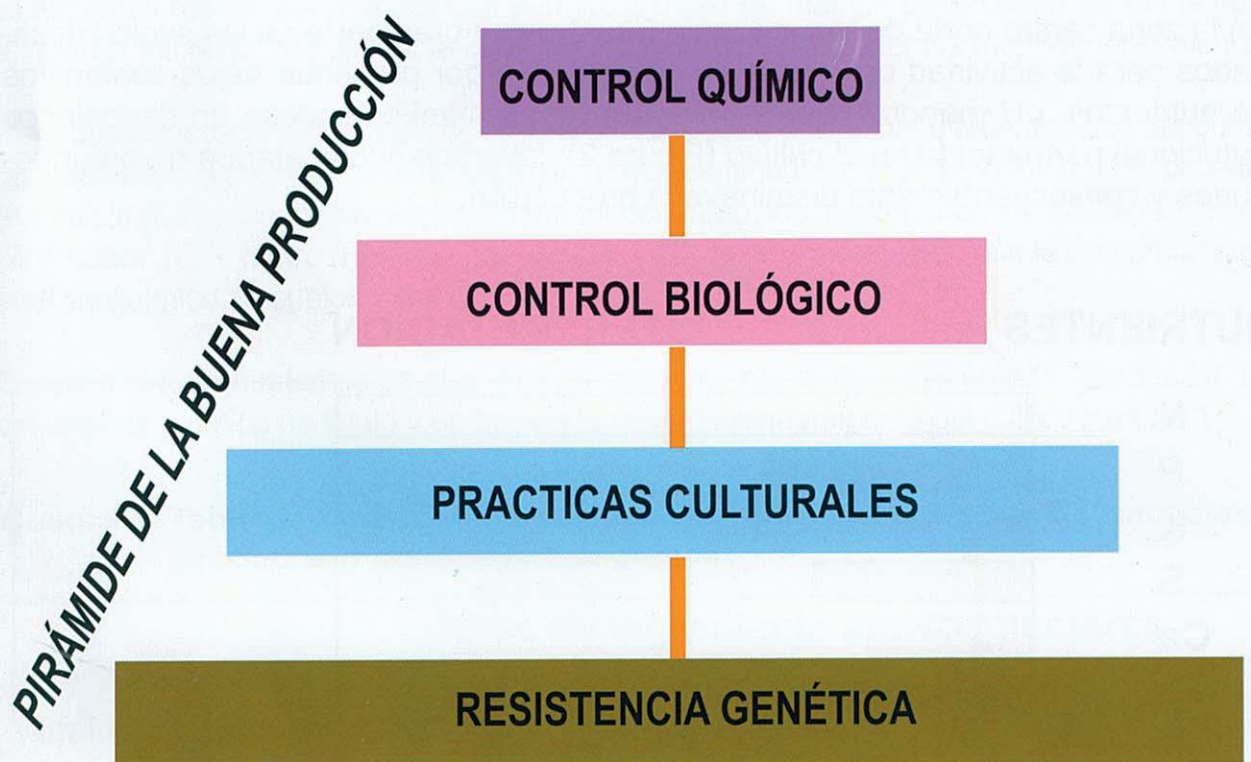 PIRÁMIDE DE LA BUENA PRODUCCIÓN
CONTROL QUÍMICO
CONTROL BIOLÓGICO
PRACTICAS CULTURALES
RESISTENCIA GENÉTICA